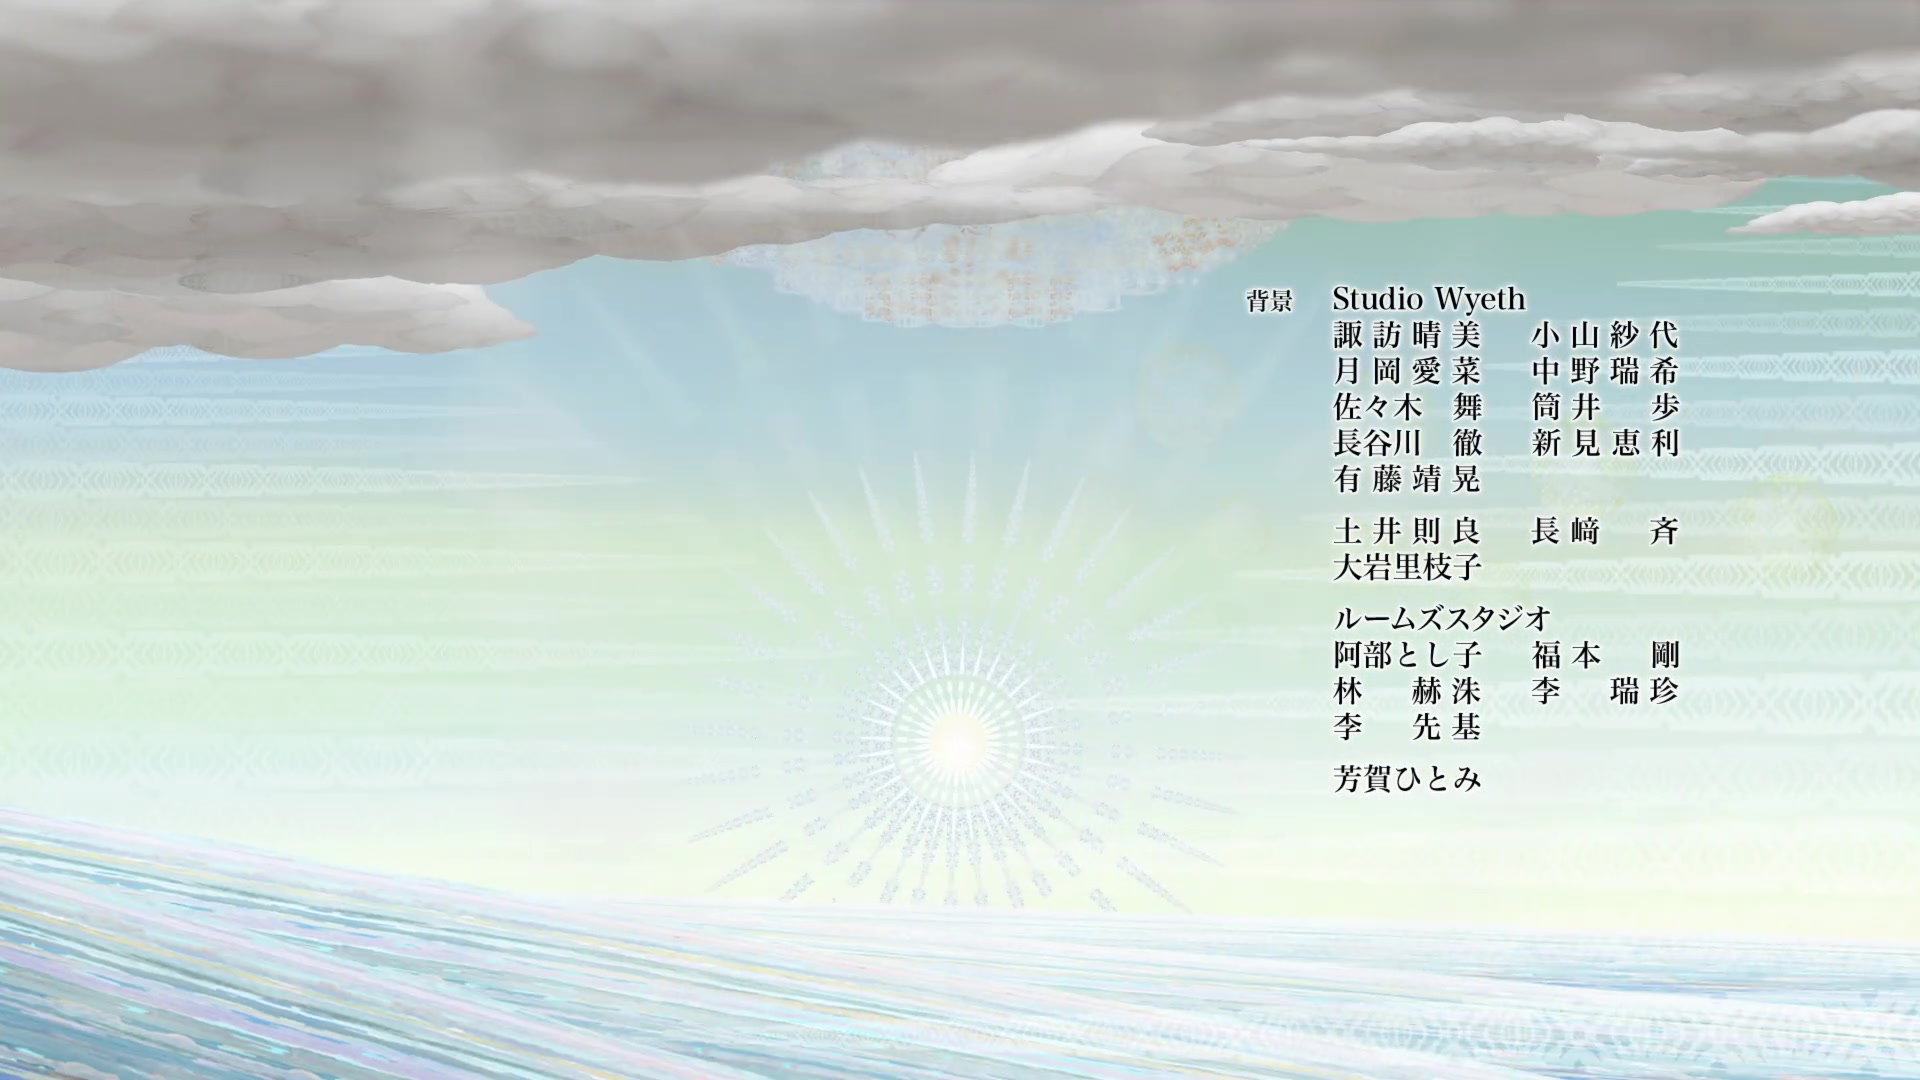 背景 Studio Wyeth
諏訪晴美 小山紗代
月岡愛菜 中野瑞希
佐々木 舞 筒井 歩
長谷川 徹 新見恵利
有藤靖晃
土井則良 長﨑 斉
大岩里枝子
ルームズスタジオ
阿部とし子 福本 剛
林 赫洙 李 瑞珍
李 先基
芳賀ひとみ